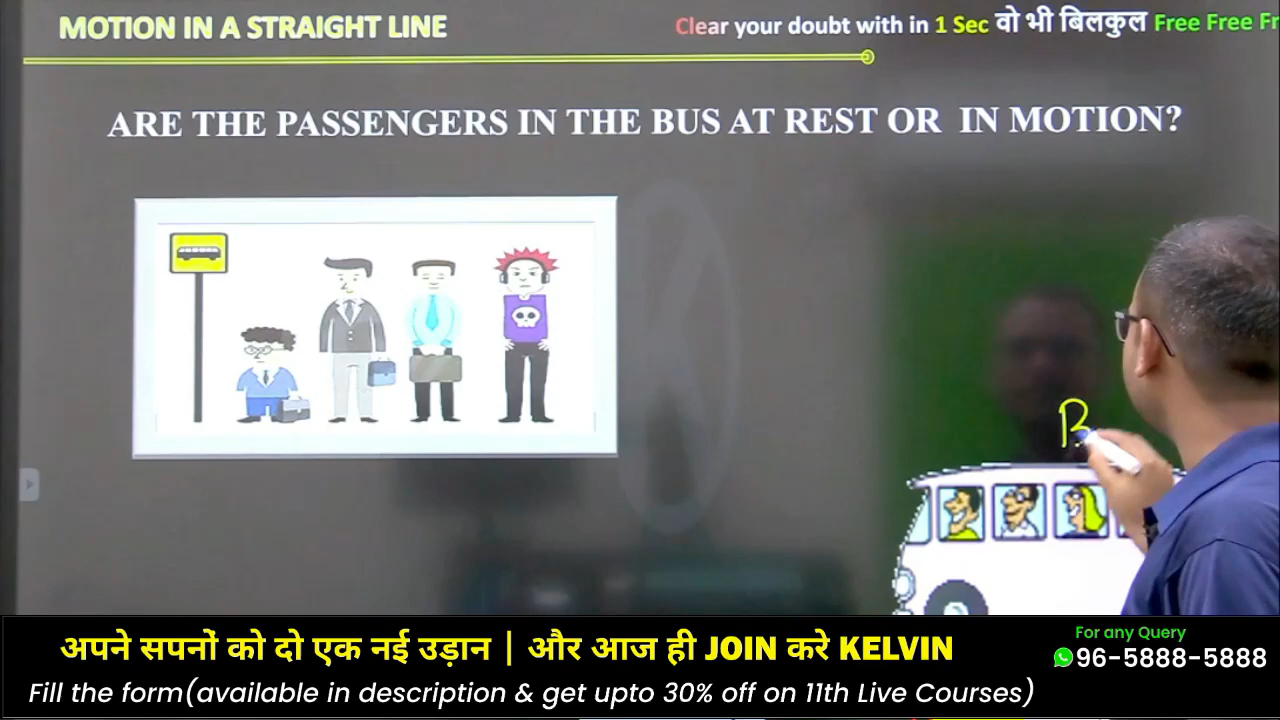 MOTION IN A STRAIGHT LINE
Clear your doubt with in 1 Sec वो भी बिलकुल Free Free Fr
ARE THE PASSENGERS IN THE BUS AT REST OR IN MOTION?
B
अपने सपनों को दो एक नई उड़ान | और आज ही JOIN करे KELVIN
For any Query
96-5888-5888
Fill the form(available in description & get upto 30% off on 11th Live Courses)